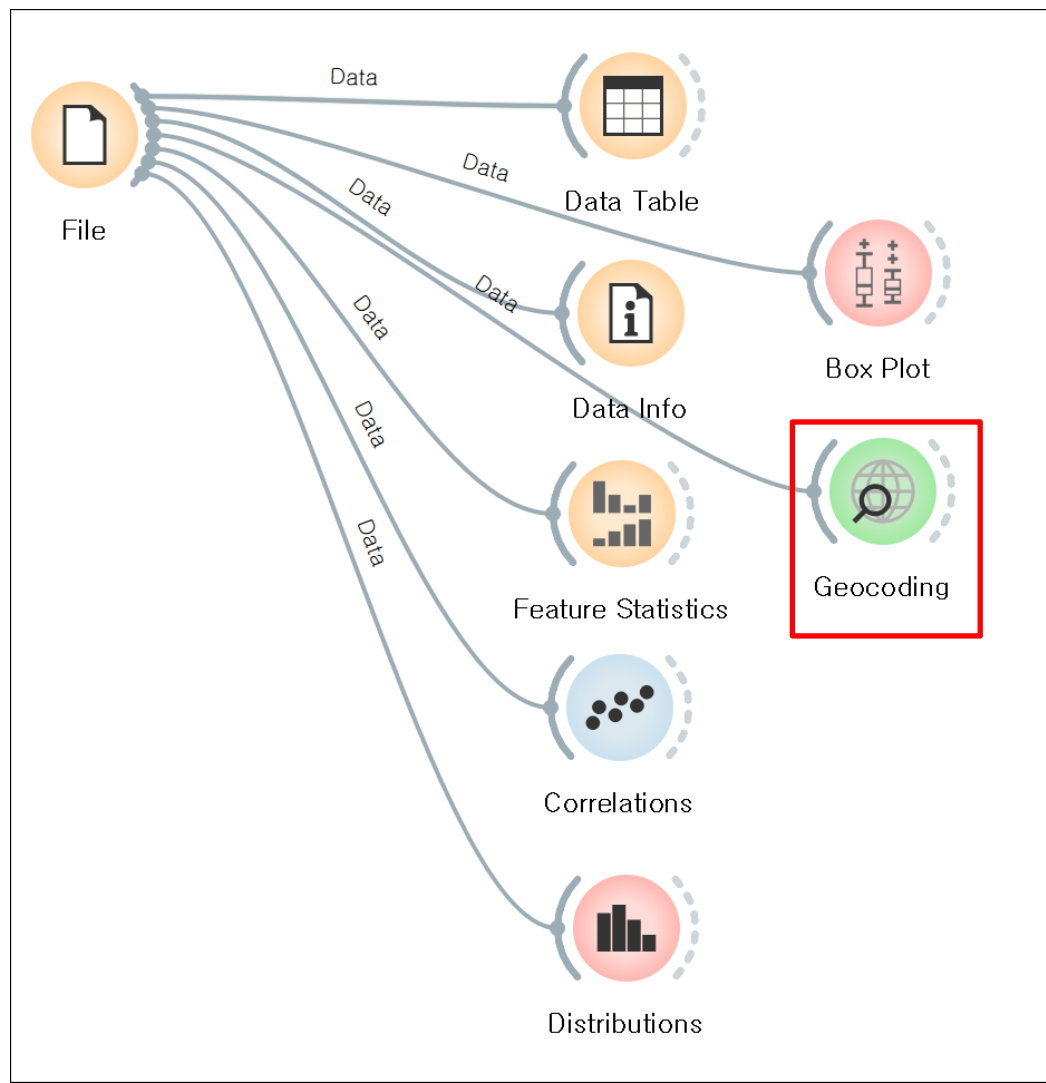 Data
Data Table
File
Data
Box Plot
Data
Data Info
Data
Geocoding
Data
Feature Statistics
Data
Correlations
Data
Distributions